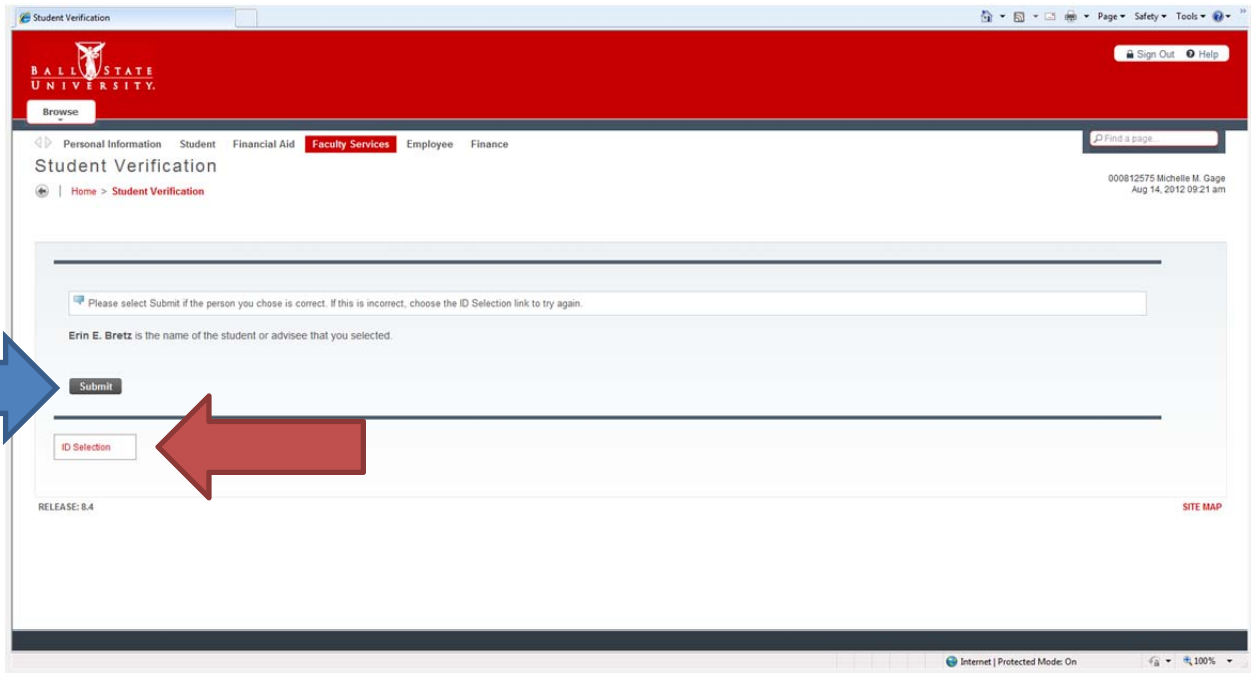 Student Verification
Page Safety Tools
BALL STATE
UNIVERSITY.
Sign Out Help
Browse
Personal Information Student Financial Aid Faculty Services Employee Finance
Find a page...
Student Verification
Home > Student Verification
000812575 Michelle M. Gage
Aug 14, 2012 09:21 am
Please select Submit if the person you chose is correct. If this is incorrect, choose the ID Selection link to try again.
Erin E. Bretz is the name of the student or advisee that you selected.
Submit
ID Selection
RELEASE: 8.4
SITE MAP
Internet | Protected Mode: On
100%